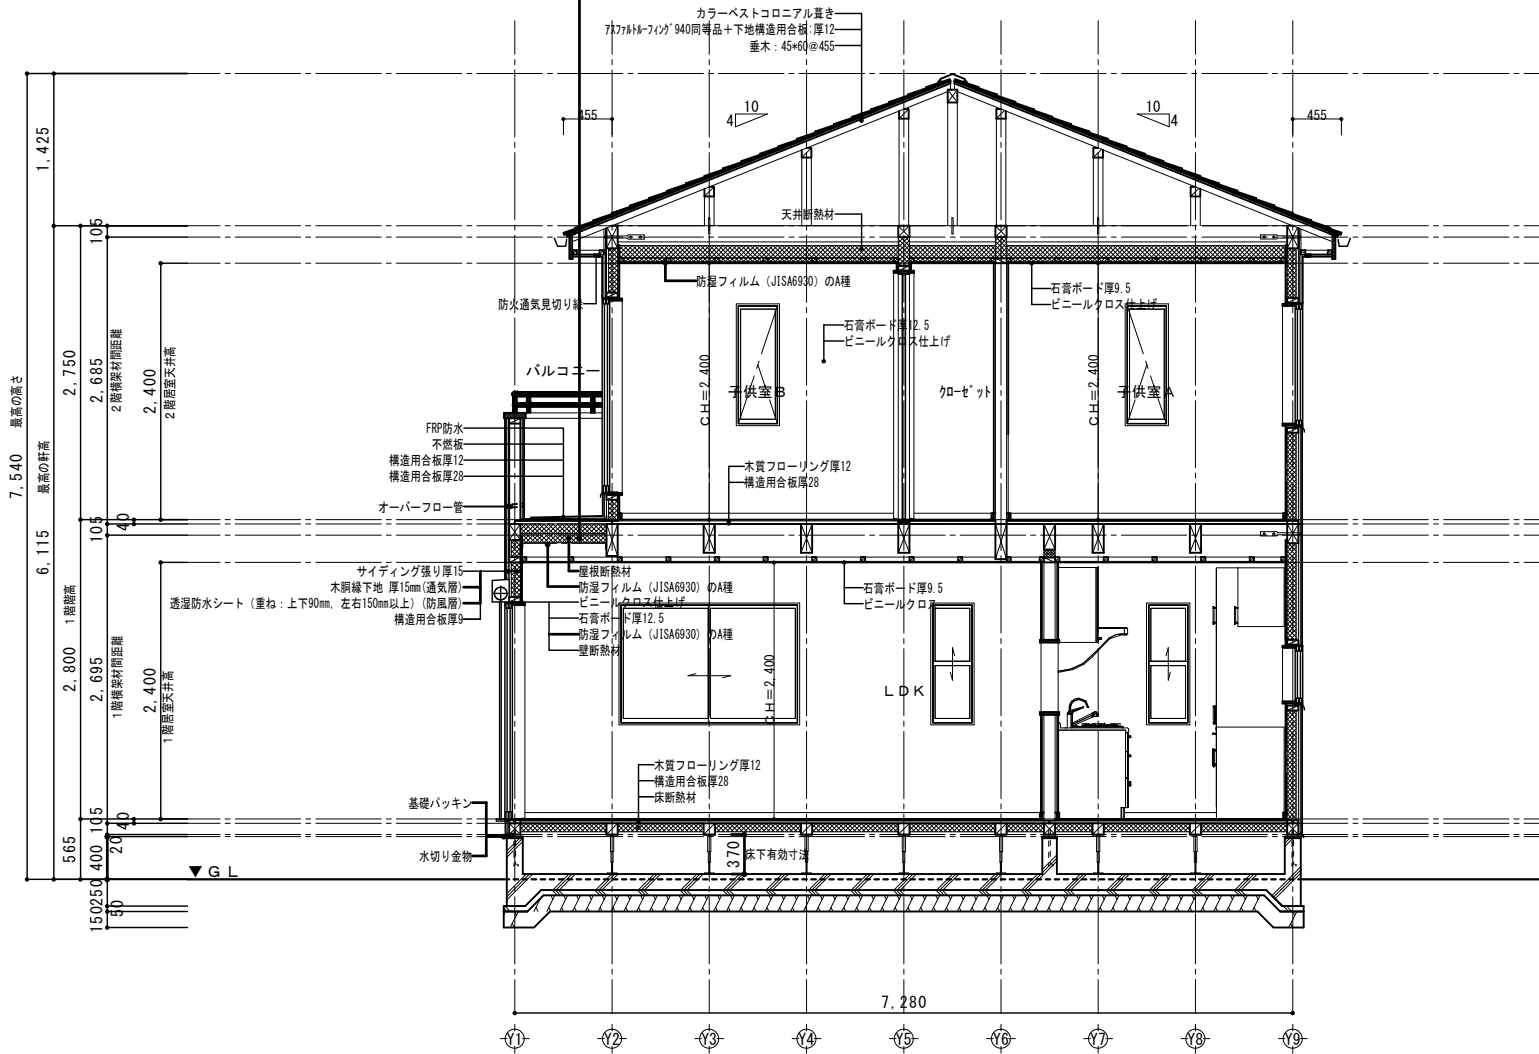 カラーベストコロニアル葺き
アスファルトルーフィング940同等品＋下地構造用合板:厚12
垂木：45*60@455
455
10
4
10
4
455
1,425
105
天井断熱材
防湿フィルム（JISA6930）のA種
石膏ボード厚9.5
ビニールクロス仕上げ
防火通気見切り縁
石膏ボード厚12.5
ビニールクロス仕上げ
バルコニー
CH=2,400
子供室B
クローゼット
CH=2,400
子供室A
7,540
最高の高さ
6,115
最高の軒高
2,750
2,685
2階横架材間距離
2,400
2階居室天井高
FRP防水
不燃板
構造用合板厚12
構造用合板厚28
オーバーフロー管
木質フローリング厚12
構造用合板厚28
105
40
サイディング張り厚15
木胴縁下地 厚15mm(通気層)
透湿防水シート（重ね：上下90mm, 左右150mm以上）(防風層)
構造用合板厚9
屋根断熱材
防湿フィルム（JISA6930）のA種
ビニールクロス仕上げ
石膏ボード厚12.5
防湿フィルム（JISA6930）のA種
壁断熱材
石膏ボード厚9.5
ビニールクロス
2,800
1階階高
2,695
1階横架材間距離
2,400
1階居室天井高
CH=2,400
LDK
木質フローリング厚12
構造用合板厚28
床断熱材
基礎パッキン
水切り金物
370
床下有効寸法
105
40
20
565
400
▼GL
250
50
150
7,280
Y1
Y2
Y3
Y4
Y5
Y6
Y7
Y8
Y9